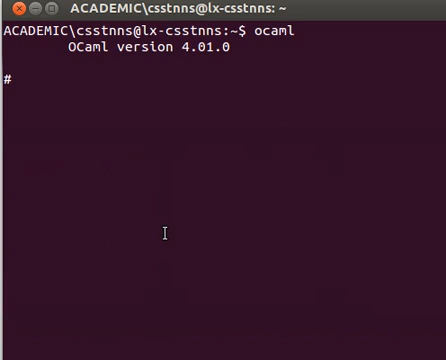 ACADEMIC\csstnns@lx-csstnns: ~
ACADEMIC\csstnns@lx-csstnns:~$ ocaml
OCaml version 4.01.0
#